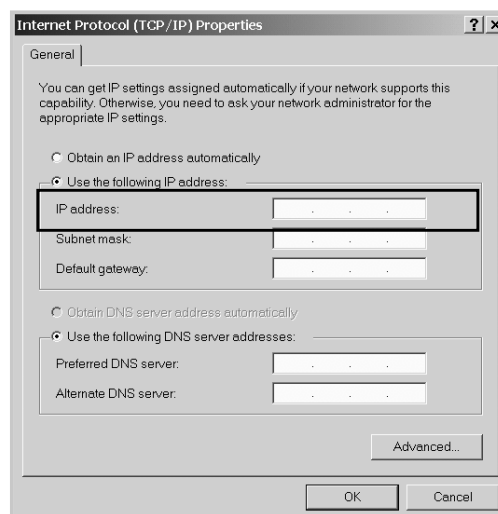 Internet Protocol (TCP/IP) Properties ? x
General
You can get IP settings assigned automatically if your network supports this
capability. Otherwise, you need to ask your network administrator for the
appropriate IP settings.
Obtain an IP address automatically
Use the following IP address:
IP address: . . .
Subnet mask: . . .
Default gateway: . . .
Obtain DNS server address automatically
Use the following DNS server addresses:
Preferred DNS server: . . .
Alternate DNS server: . . .
Advanced...
OK Cancel